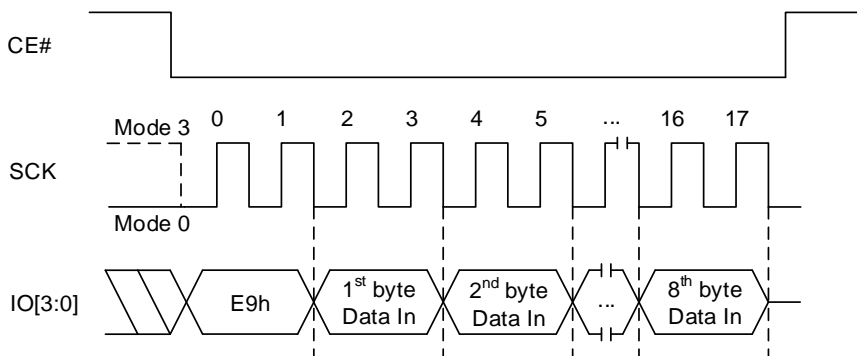 CE#
0 1 2 3 4 5 ... 16 17
Mode 3
SCK
Mode 0
IO[3:0]
E9h
1st byte
Data In
2nd byte
Data In
...
8th byte
Data In